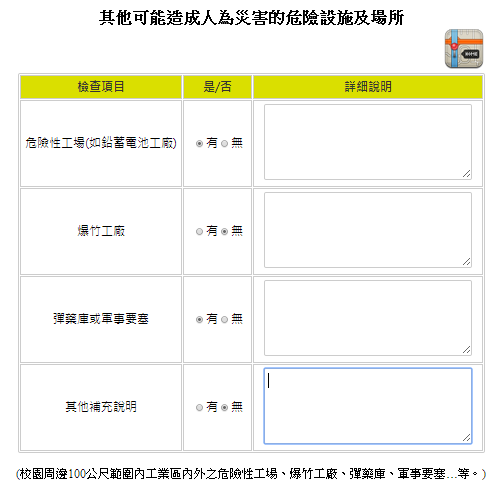 其他可能造成人為災害的危險設施及場所
檢查項目 是/否 詳細說明
危險性工場(如鉛蓄電池工廠) 有 無
爆竹工廠 有 無
彈藥庫或軍事要塞 有 無
其他補充說明 有 無
(校園周邊100公尺範圍內工業區內外之危險性工場、爆竹工廠、彈藥庫、軍事要塞...等。)